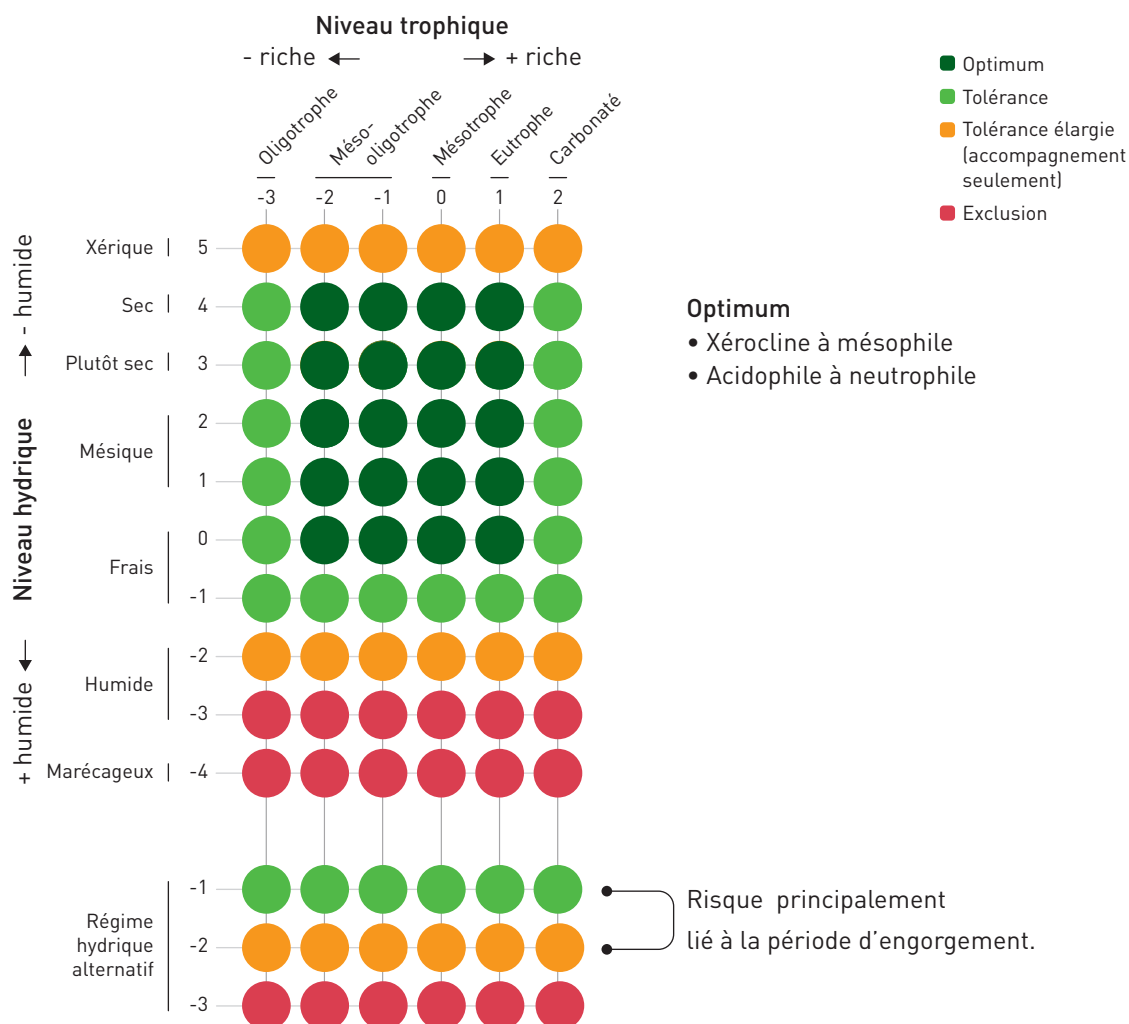 Niveau trophique
- riche
+ riche
Oligotrophe
Méso-
oligotrophe
Mésotrophe
Eutrophe
Carbonaté
-3
-2
-1
0
1
2
Optimum
Tolérance
Tolérance élargie
(accompagnement
seulement)
Exclusion
Niveau hydrique
- humide
+ humide
Xérique
5
Sec
4
Plutôt sec
3
Mésique
2
1
Frais
0
-1
Humide
-2
-3
Marécageux
-4
Optimum
• Xérocline à mésophile
• Acidophile à neutrophile
Régime
hydrique
alternatif
-1
-2
-3
Risque principalement
lié à la période d'engorgement.